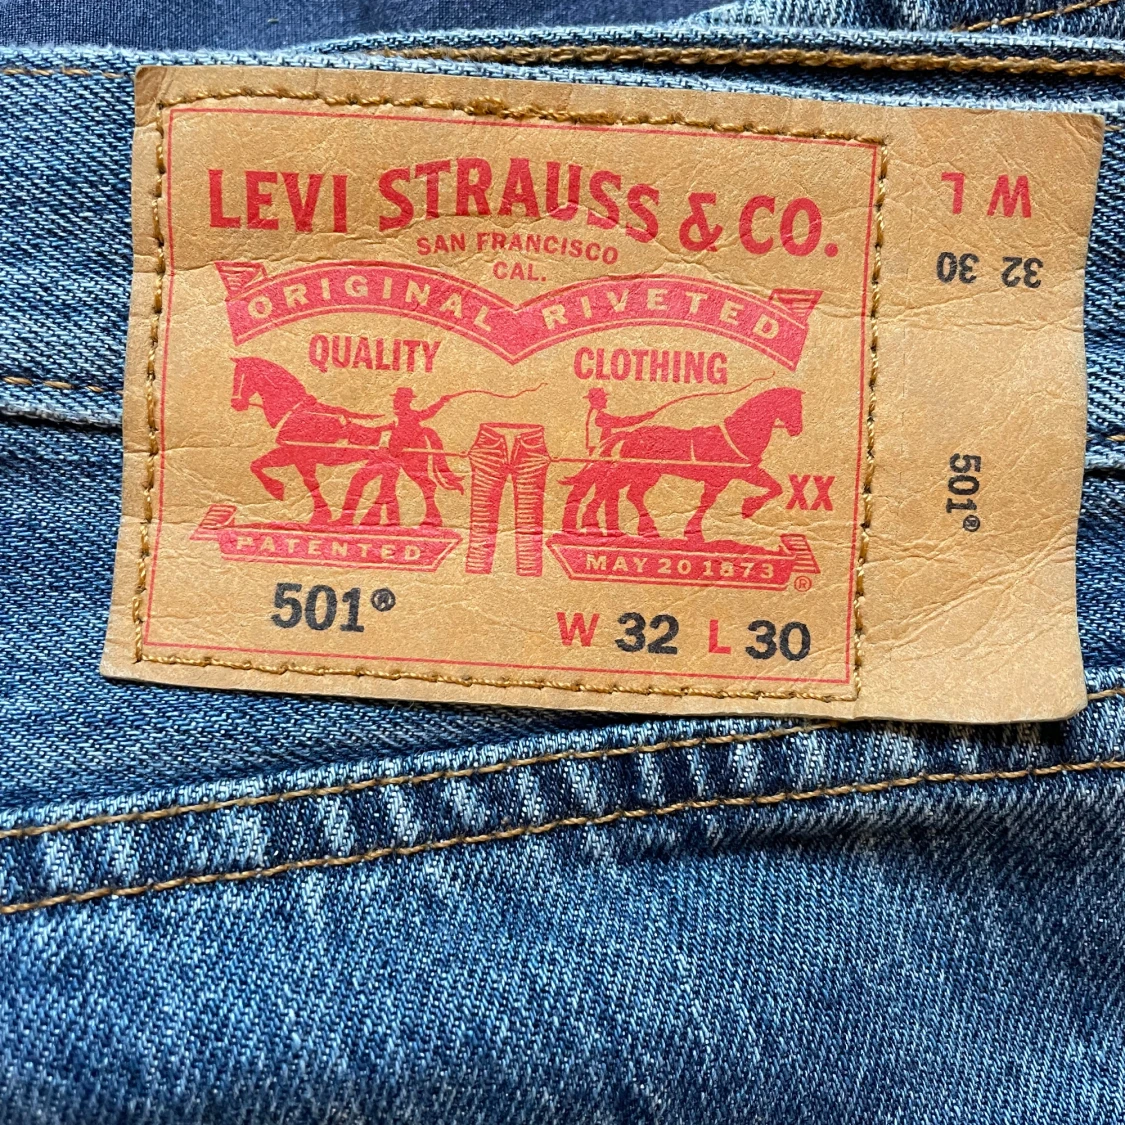 LEVI STRAUSS & CO.
SAN FRANCISCO
CAL.
ORIGINAL RIVETED
QUALITY CLOTHING
XX
PATENTED MAY 20 1873 ®
501® W 32 L 30
W L
32 30
501®